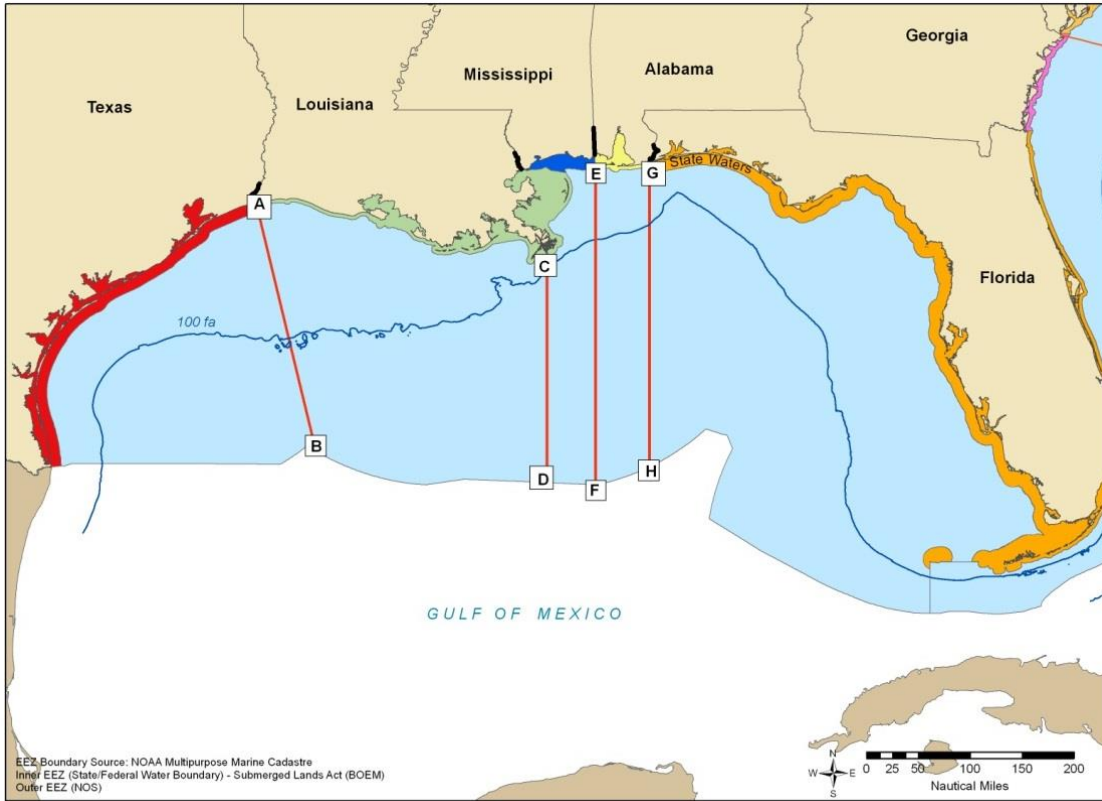 Georgia
Mississippi
Alabama
Texas
Louisiana
State Waters
E
G
A
C
Florida
100 fa
B
D
F
H
GULF OF MEXICO
EEZ Boundary Source: NOAA Multipurpose Marine Cadastre
Inner EEZ (State/Federal Water Boundary) - Submerged Lands Act (BOEM)
Outer EEZ (NOS)
N
W
E
S
0 25 50 100 150 200
Nautical Miles